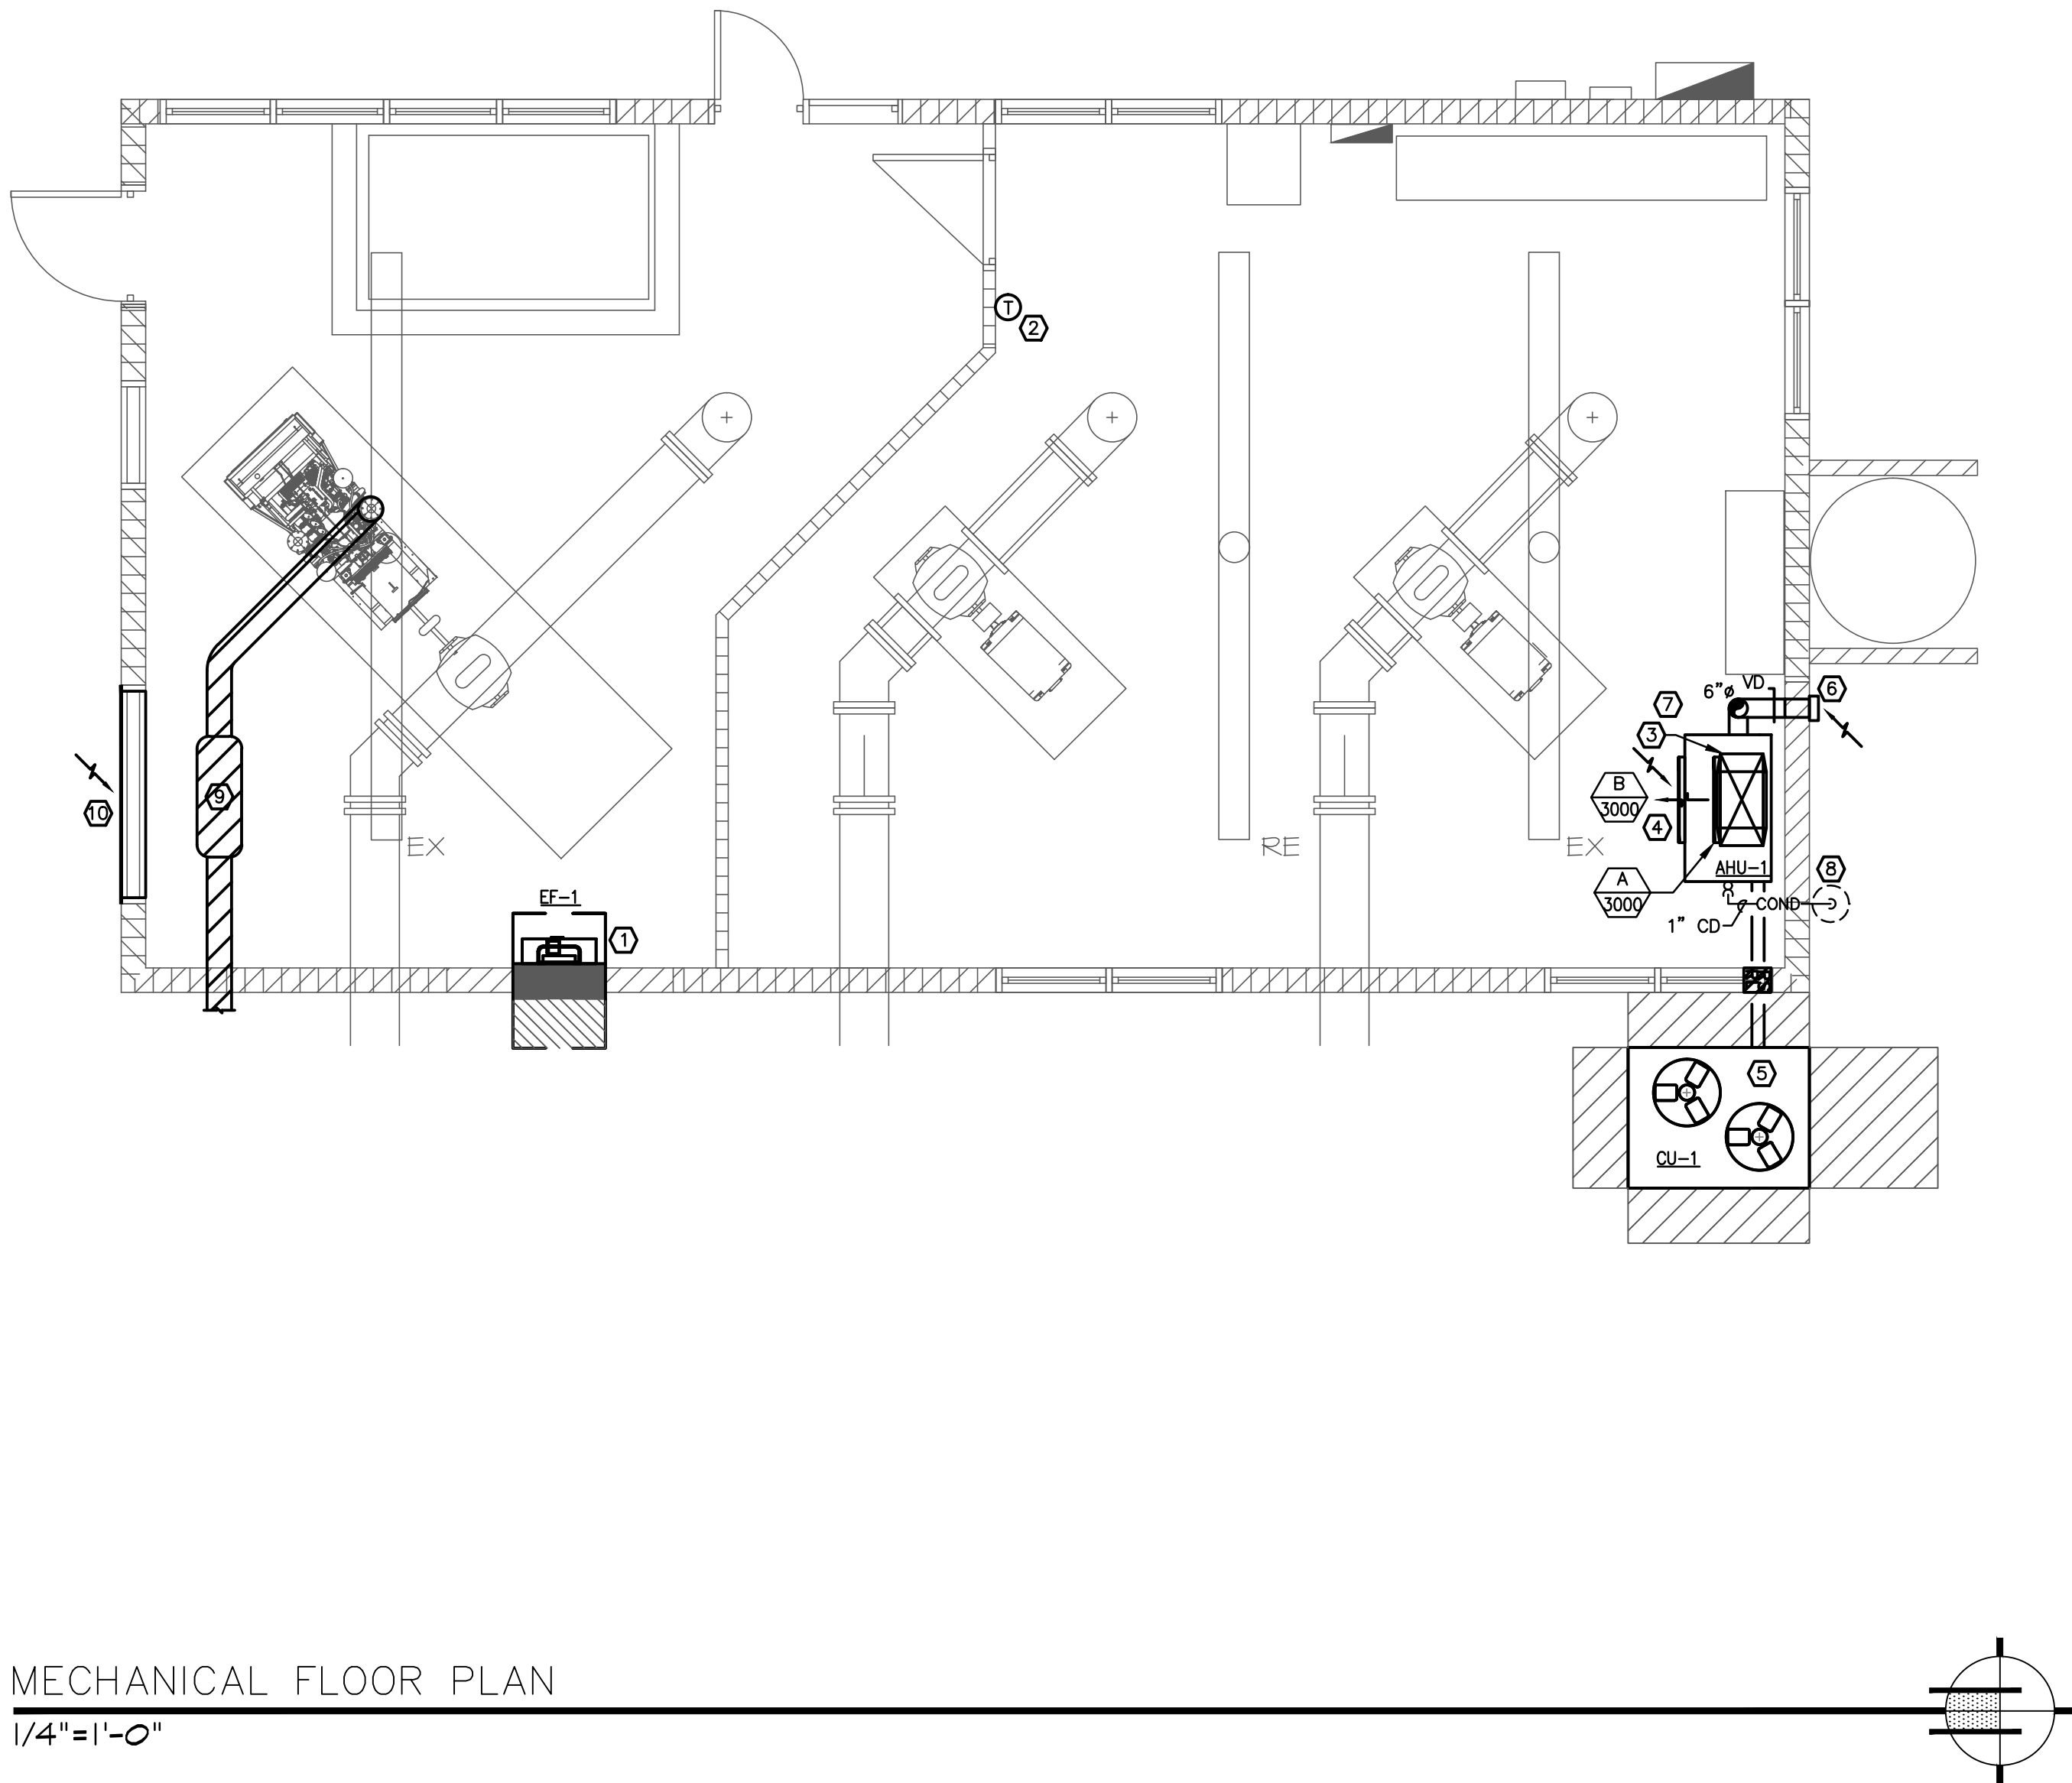 T
2
6"ø VD
6
7
3
B
3000
4
9
10
EX
RE
EX
AHU-1
8
A
3000
COND
EF-1
1" CD
1
5
CU-1
MECHANICAL FLOOR PLAN
1/4"=1'-0"